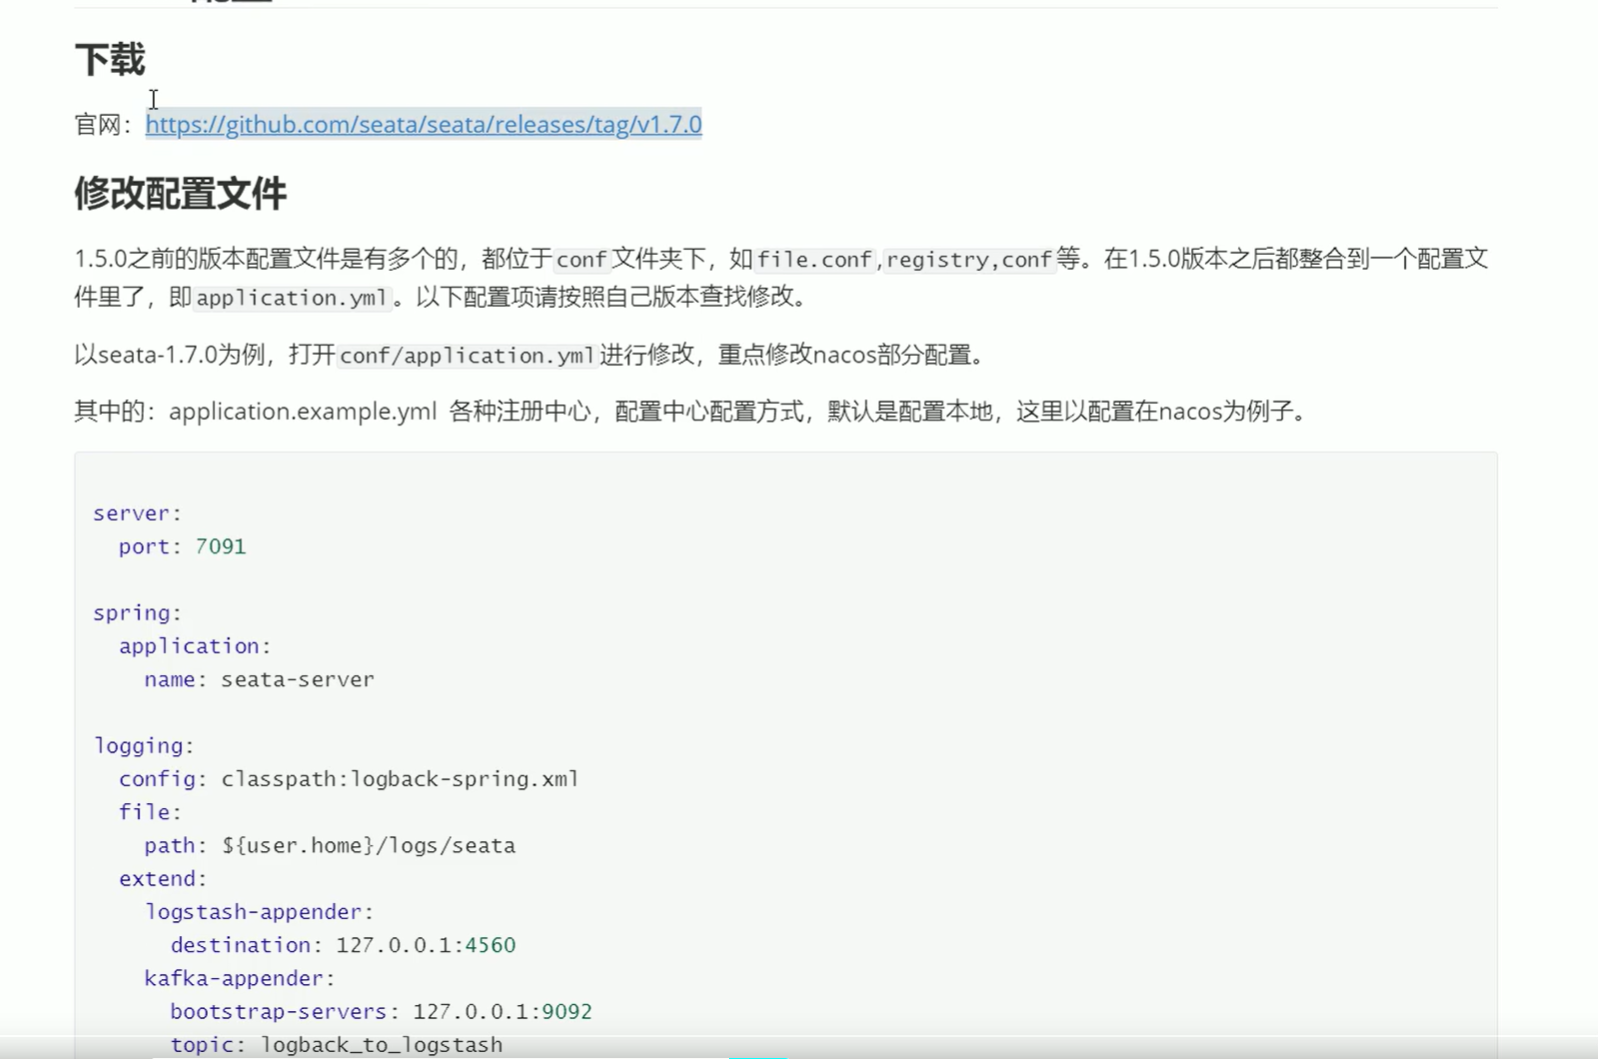 下载
官网：https://github.com/seata/seata/releases/tag/v1.7.0
修改配置文件
1.5.0之前的版本配置文件是有多个的，都位于conf文件夹下，如file.conf,registry,conf等。在1.5.0版本之后都整合到一个配置文
件里了，即application.yml。以下配置项请按照自己版本查找修改。
以seata-1.7.0为例，打开conf/application.yml进行修改，重点修改nacos部分配置。
其中的：application.example.yml 各种注册中心，配置中心配置方式，默认是配置本地，这里以配置在nacos为例子。
server:
  port: 7091
spring:
  application:
    name: seata-server
logging:
  config: classpath:logback-spring.xml
  file:
    path: ${user.home}/logs/seata
  extend:
    logstash-appender:
      destination: 127.0.0.1:4560
    kafka-appender:
      bootstrap-servers: 127.0.0.1:9092
      topic: logback_to_logstash